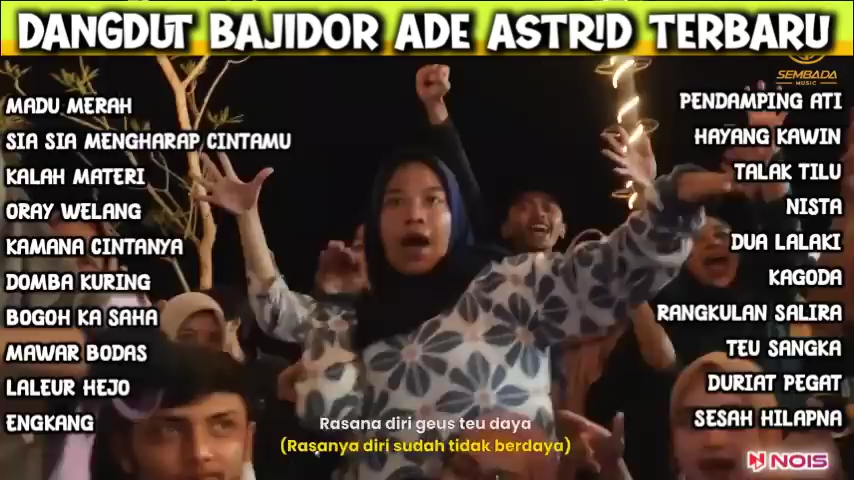 DANGDUT BAJIDOR ADE ASTRID TERBARU
SEMBADA
MUSIC
MADU MERAH
SIA SIA MENGHARAP CINTAMU
KALAH MATERI
ORAY WELANG
KAMANA CINTANYA
DOMBA KURING
BOGOH KA SAHA
MAWAR BODAS
LALEUR HEJO
ENGKANG
PENDAMPING ATI
HAYANG KAWIN
TALAK TILU
NISTA
DUA LALAKI
KAGODA
RANGKULAN SALIRA
TEU SANGKA
DURIAT PEGAT
SESAH HILAPNA
Rasana diri geus teu daya
(Rasanya diri sudah tidak berdaya)
NOIS